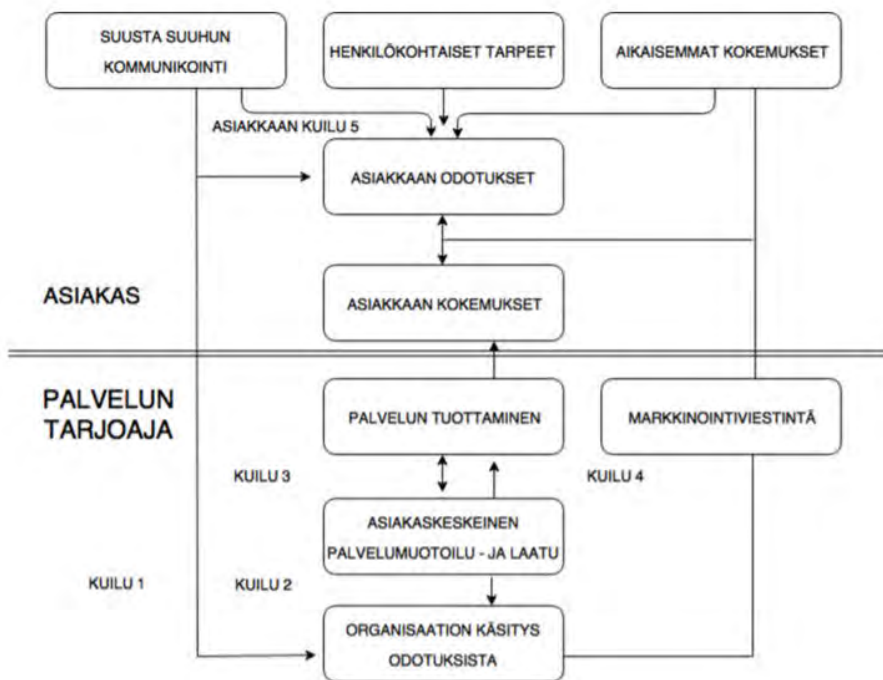 SUUSTA SUUHUN
KOMMUNIKOINTI
HENKILÖKOHTAISET TARPEET
AIKAISEMMAT KOKEMUKSET
ASIAKKAAN KUILU 5
ASIAKKAAN ODOTUKSET
ASIAKAS
ASIAKKAAN KOKEMUKSET
PALVELUN
TARJOAJA
PALVELUN TUOTTAMINEN
MARKKINOINTIVIESTINTÄ
KUILU 3
KUILU 4
ASIAKASKESKEINEN
PALVELUMUOTOILU - JA LAATU
KUILU 1
KUILU 2
ORGANISAATION KÄSITYS
ODOTUKSISTA